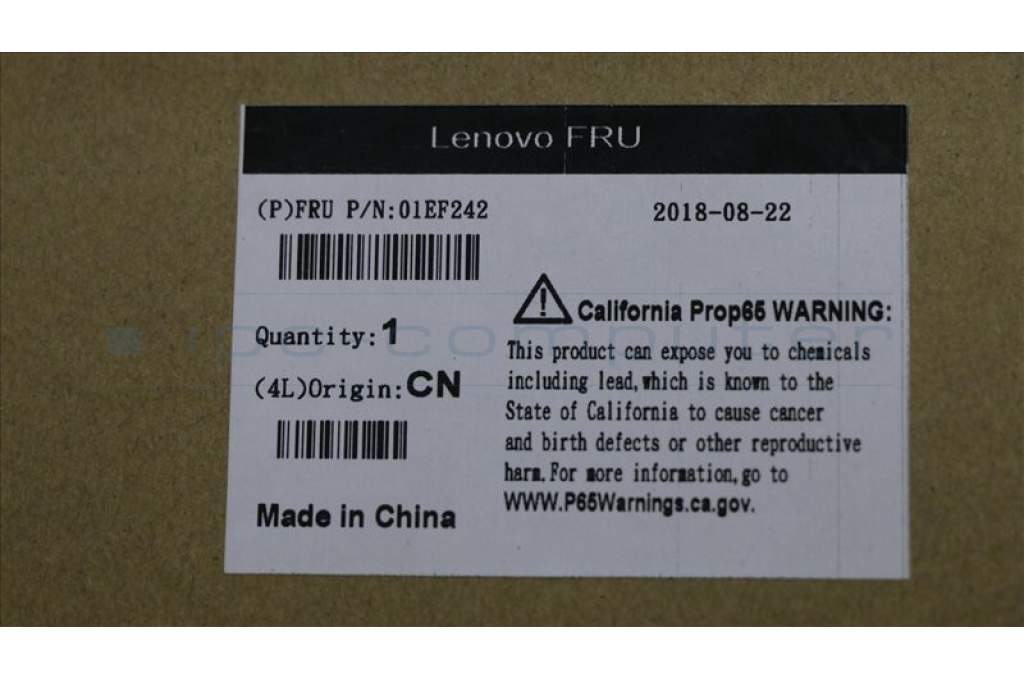 Lenovo FRU
(P)FRU P/N:01EF242
2018-08-22
California Prop65 WARNING:
Quantity:1
(4L)Origin:CN
This product can expose you to chemicals
including lead,which is known to the
State of California to cause cancer
and birth defects or other reproductive
harm.For more information,go to
WWW.P65Warnings.ca.gov.
Made in China
ipc computer